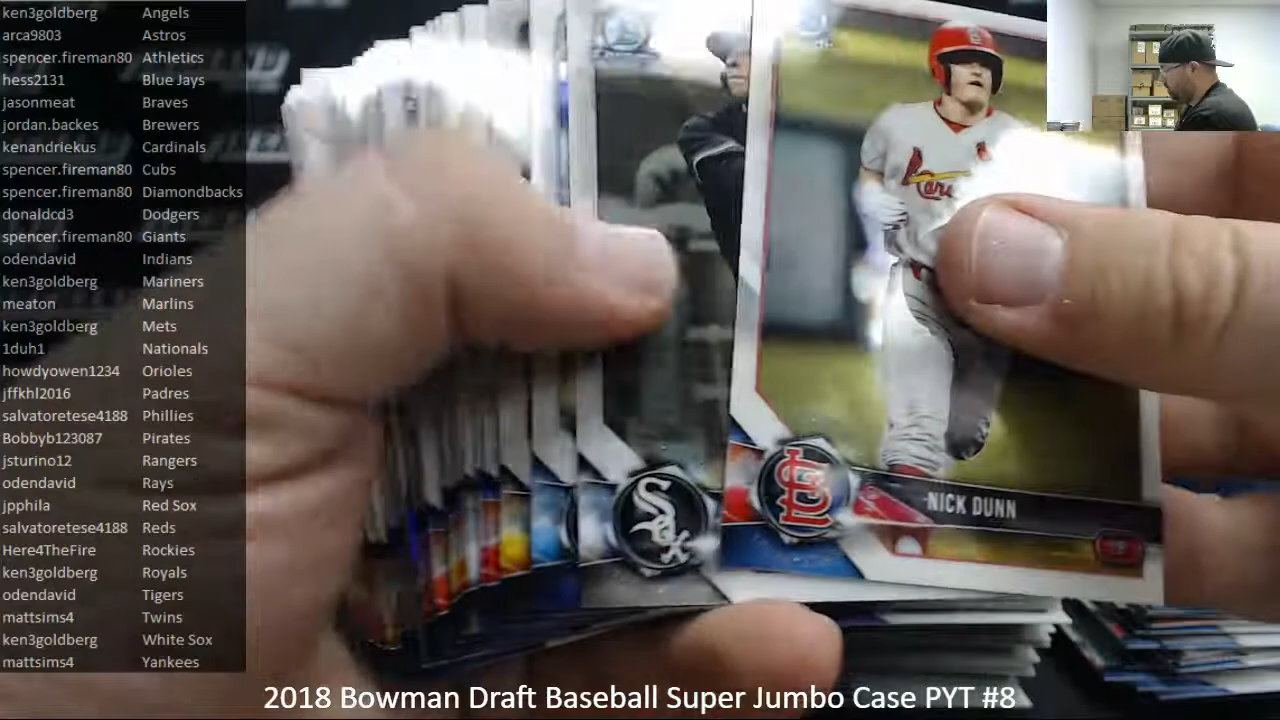 ken3goldberg Angels
arca9803 Astros
spencer.fireman80 Athletics
hess2131 Blue Jays
jasonmeat Braves
jordan.backes Brewers
kenandriekus Cardinals
spencer.fireman80 Cubs
spencer.fireman80 Diamondbacks
donaldcd3 Dodgers
spencer.fireman80 Giants
odendavid Indians
ken3goldberg Mariners
meaton Marlins
ken3goldberg Mets
1duh1 Nationals
howdyowen1234 Orioles
jffkhl2016 Padres
salvatoretese4188 Phillies
Bobbyb123087 Pirates
jsturino12 Rangers
odendavid Rays
jpphila Red Sox
salvatoretese4188 Reds
Here4TheFire Rockies
ken3goldberg Royals
odendavid Tigers
mattsims4 Twins
ken3goldberg White Sox
mattsims4 Yankees
Sox
STL
NICK DUNN
2018 Bowman Draft Baseball Super Jumbo Case PYT #8